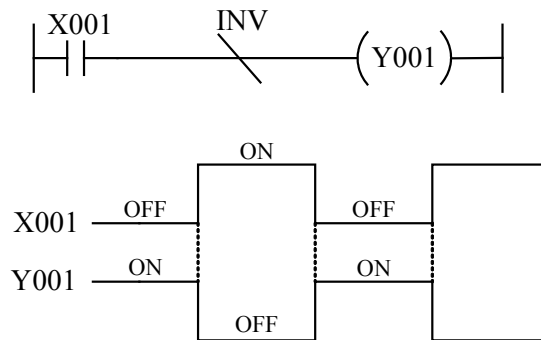 X001 INV
Y001
ON
X001 OFF OFF
Y001 ON ON
OFF